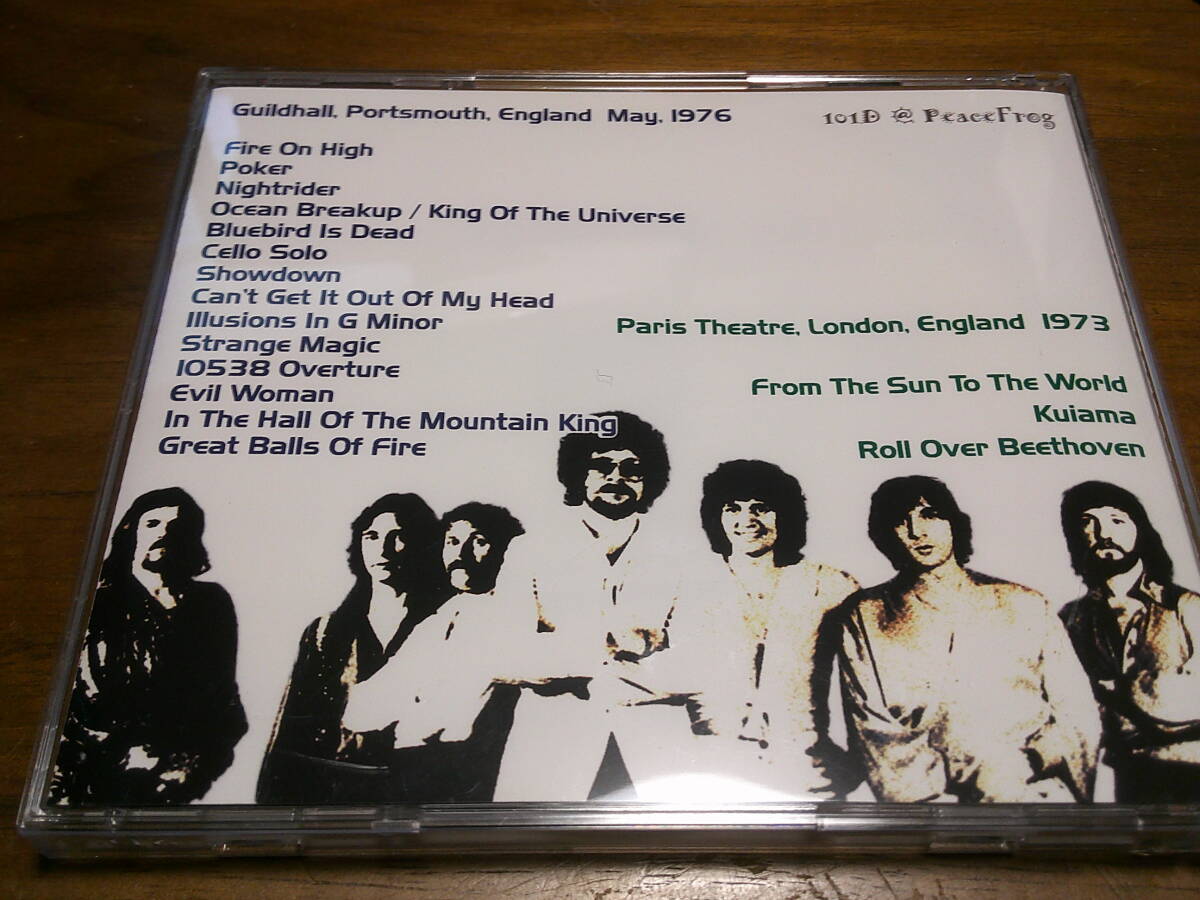 Guildhall, Portsmouth, England May, 1976
101D @ PeaceFrog
Fire On High
Poker
Nightrider
Ocean Breakup / King Of The Universe
Bluebird Is Dead
Cello Solo
Showdown
Can't Get It Out Of My Head
Illusions In G Minor
Strange Magic
10538 Overture
Evil Woman
In The Hall Of The Mountain King
Great Balls Of Fire
Paris Theatre, London, England 1973
From The Sun To The World
Kuiama
Roll Over Beethoven